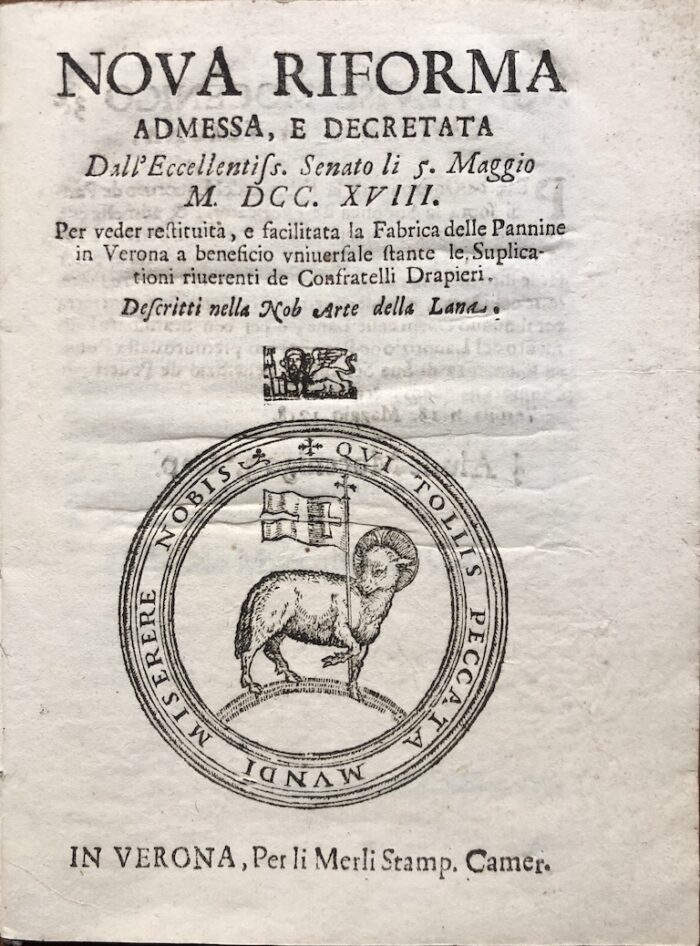 NOVA RIFORMA
ADMESSA, E DECRETATA
Dall'Eccellentiſs. Senato li 5. Maggio
M. DCC. XVIII.
Per veder reſtituità, e facilitata la Fabrica delle Pannine
in Verona a beneficio vniuerſale ſtante le Suplica-
tioni riuerenti de Confratelli Drapieri.
Deſcritti nella Nob Arte della Lana.
QVI TOLLIS PECCATA MVNDI MISERERE NOBIS
IN VERONA, Per li Merli Stamp. Camer.